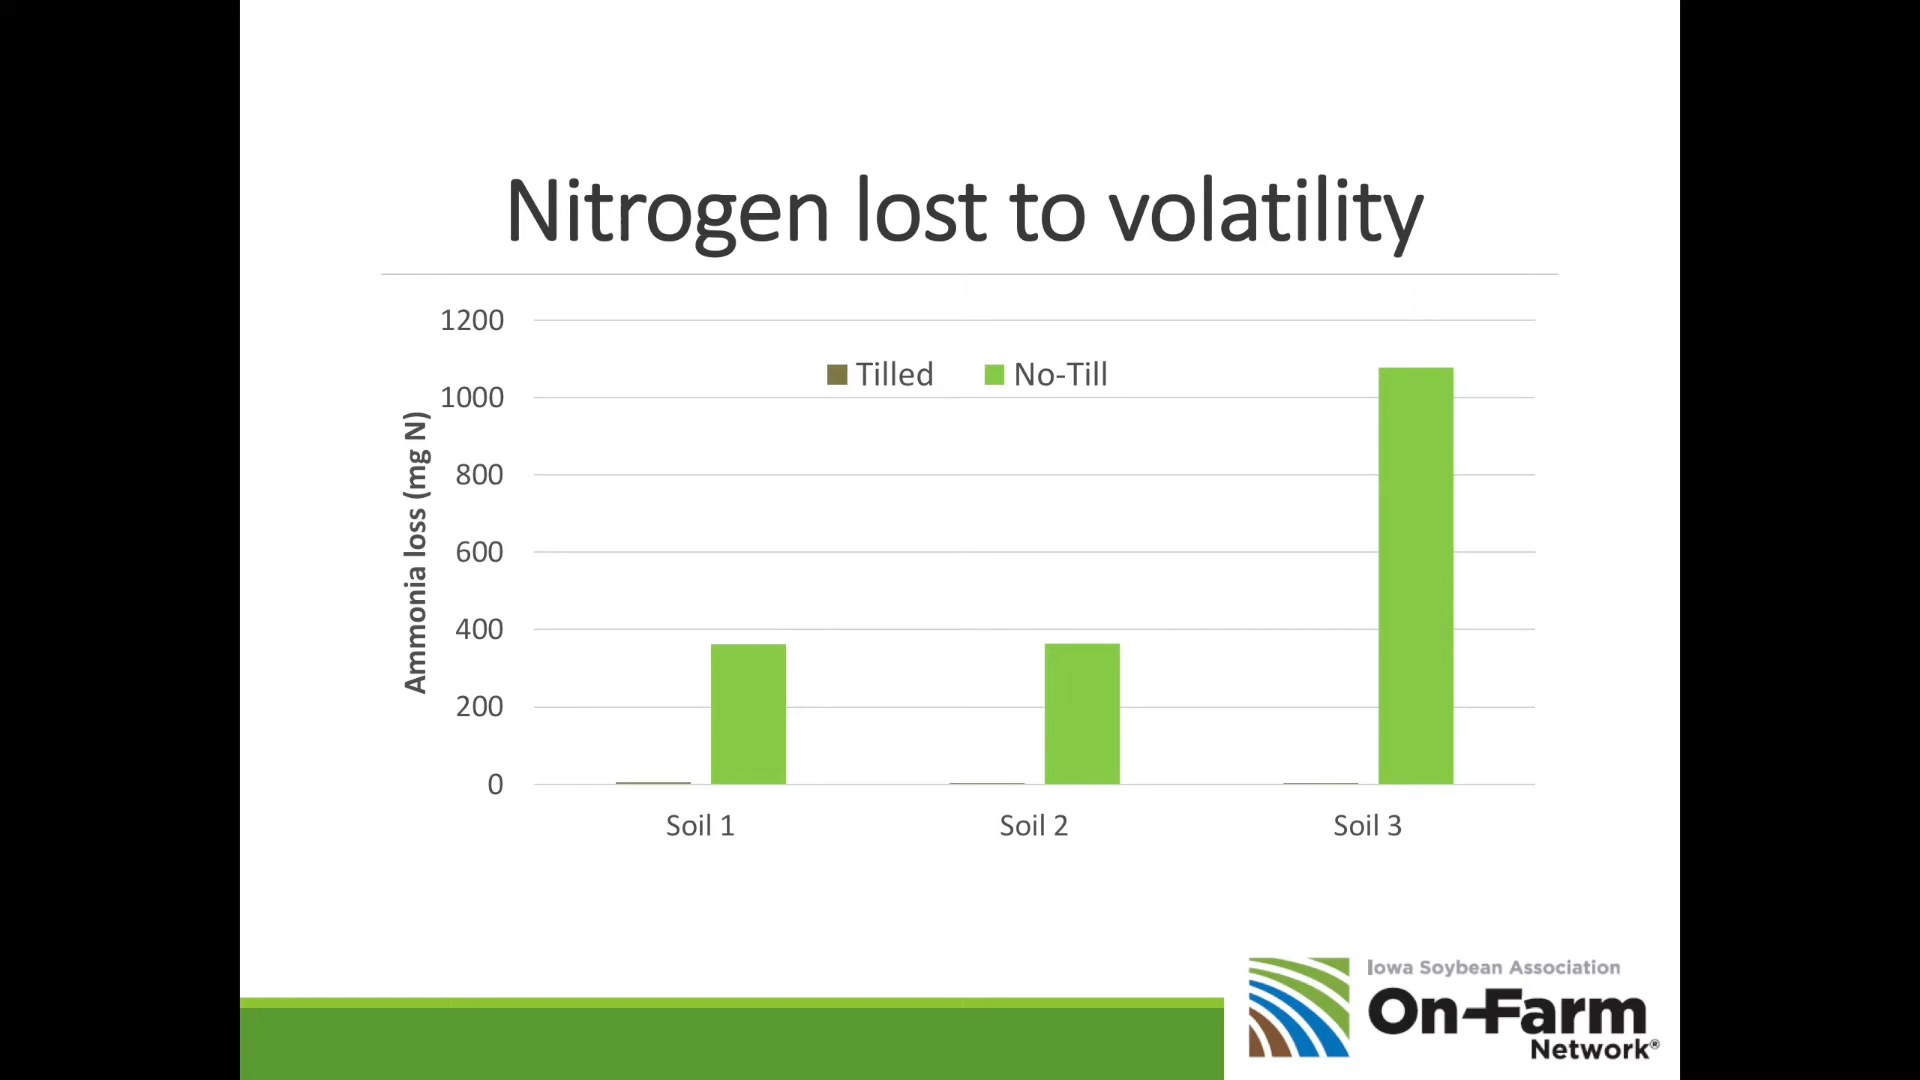 Nitrogen lost to volatility
1200
Tilled No-Till
1000
800
600
400
200
0
Ammonia loss (mg N)
Soil 1 Soil 2 Soil 3
Iowa Soybean Association
On-Farm
Network®